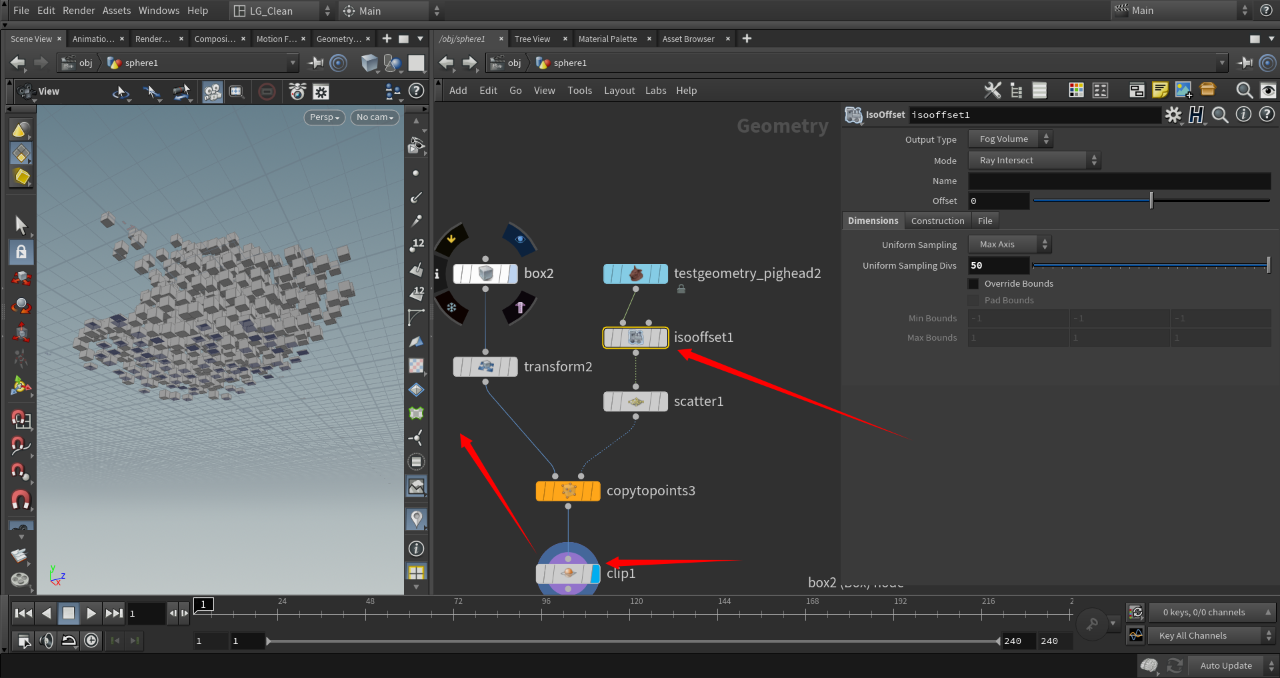 File Edit Render Assets Windows Help LG_Clean Main Main
Scene View Animatio... Render... Composi... Motion F... Geometry... /obj/sphere1 Tree View Material Palette Asset Browser
obj sphere1 obj sphere1
View Add Edit Go View Tools Layout Labs Help
Persp No cam
Geometry
IsoOffset isooffset1
Output Type Fog Volume
Mode Ray Intersect
Name
Offset 0
Dimensions Construction File
Uniform Sampling Max Axis
Uniform Sampling Divs 50
Override Bounds
Pad Bounds
Min Bounds -1 -1 -1
Max Bounds 1 1 1
12
12
box2 testgeometry_pighead2
isooffset1
transform2
scatter1
copytopoints3
clip1
box2 (Box) node
y z x
1 1 24 48 72 96 120 144 168 192 216 2
0 keys, 0/0 channels
1 1 240 240 Key All Channels
Auto Update